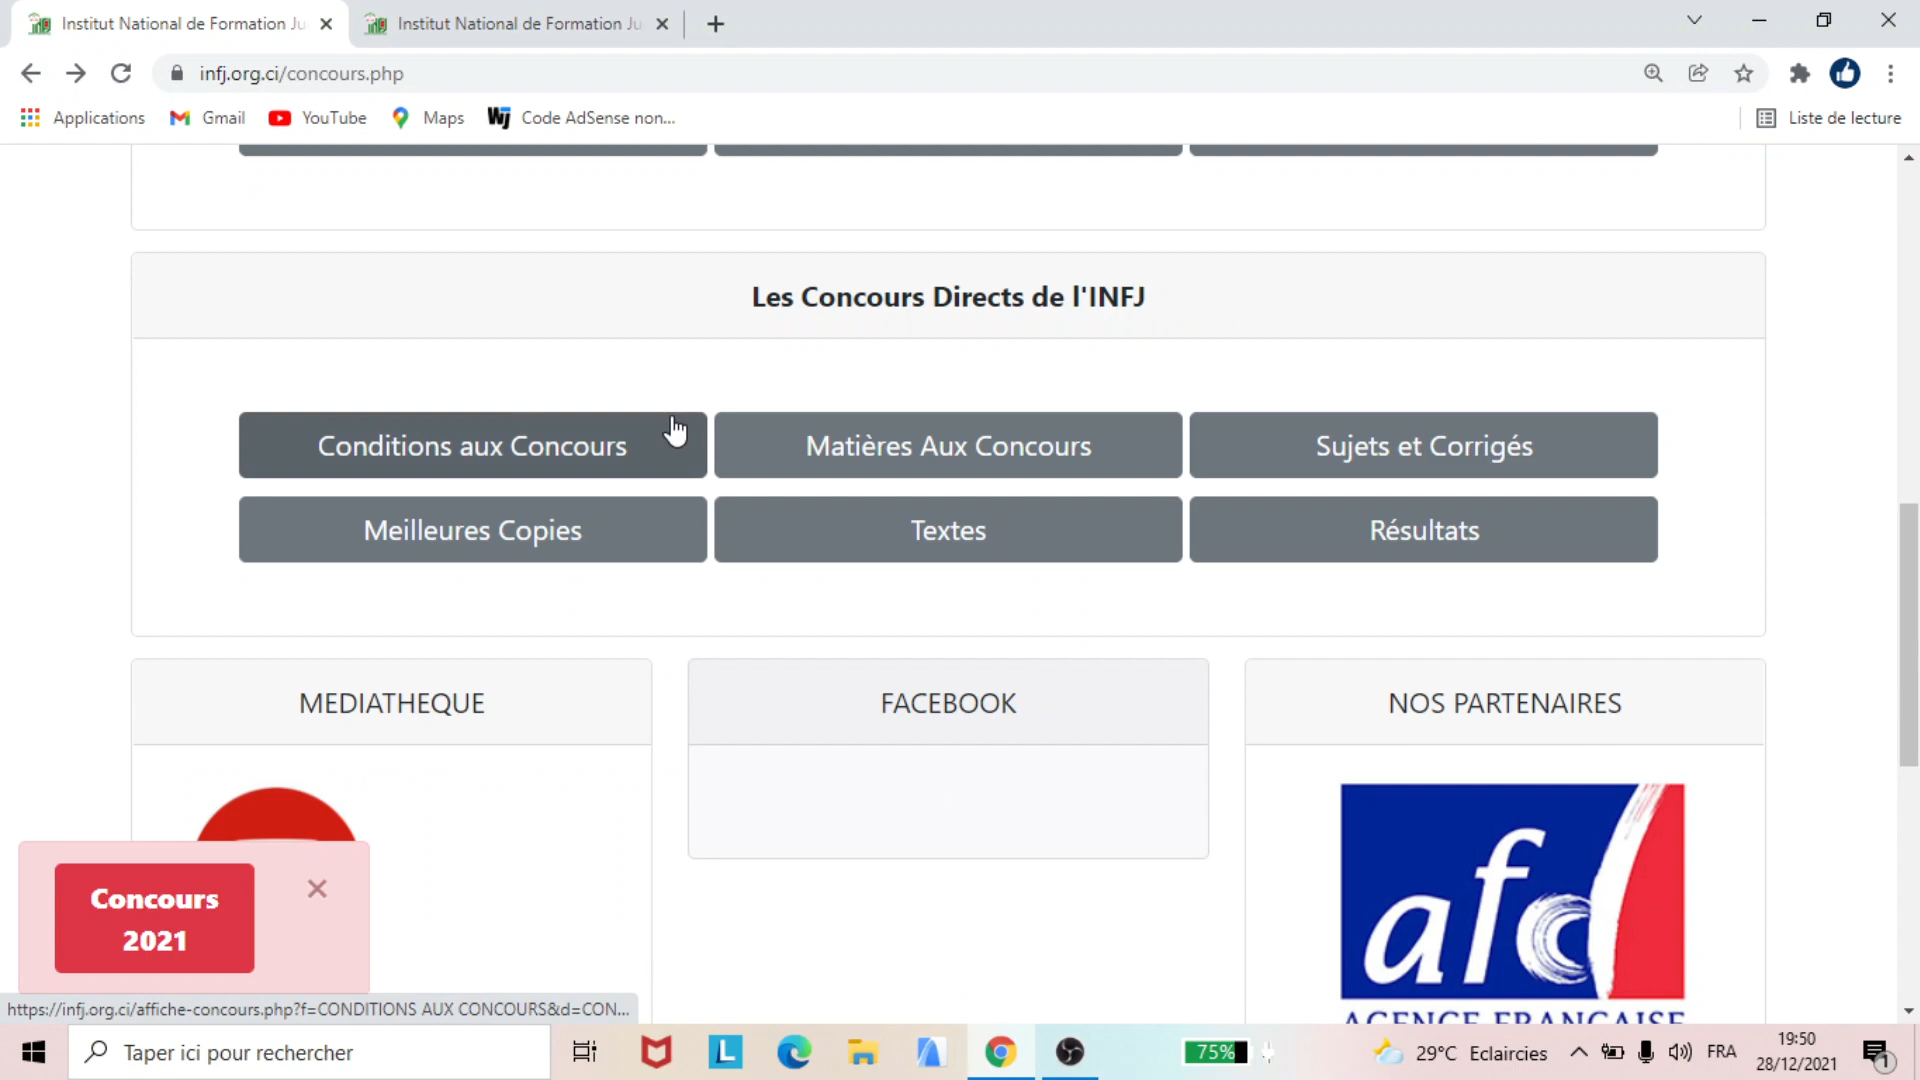 Institut National de Formation Ju
Institut National de Formation Ju
infj.org.ci/concours.php
Applications
Gmail
YouTube
Maps
Code AdSense non...
Liste de lecture
Les Concours Directs de l'INFJ
Conditions aux Concours
Matières Aux Concours
Sujets et Corrigés
Meilleures Copies
Textes
Résultats
MEDIATHEQUE
FACEBOOK
NOS PARTENAIRES
afd
AGENCE FRANÇAISE
Concours
2021
https://infj.org.ci/affiche-concours.php?f=CONDITIONS AUX CONCOURS&d=CON...
Taper ici pour rechercher
L
75%
29°C Eclaircies
FRA
19:50
28/12/2021
1